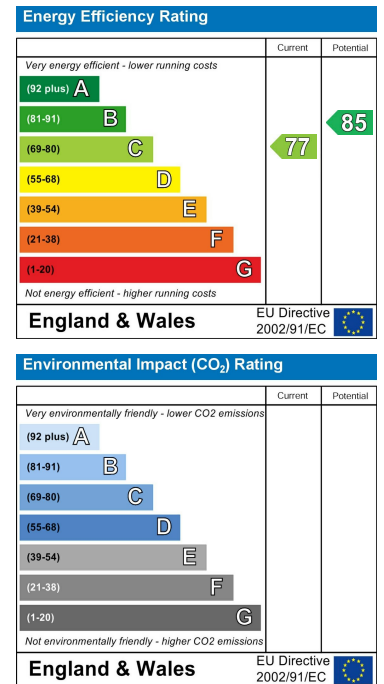 Energy Efficiency Rating
Current Potential
Very energy efficient - lower running costs
(92 plus) A
(81-91) B
(69-80) C
(55-68) D
(39-54) E
(21-38) F
(1-20) G
77
85
Not energy efficient - higher running costs
England & Wales
EU Directive
2002/91/EC
Environmental Impact (CO₂) Rating
Current Potential
Very environmentally friendly - lower CO2 emissions
(92 plus) A
(81-91) B
(69-80) C
(55-68) D
(39-54) E
(21-38) F
(1-20) G
Not environmentally friendly - higher CO2 emissions
England & Wales
EU Directive
2002/91/EC